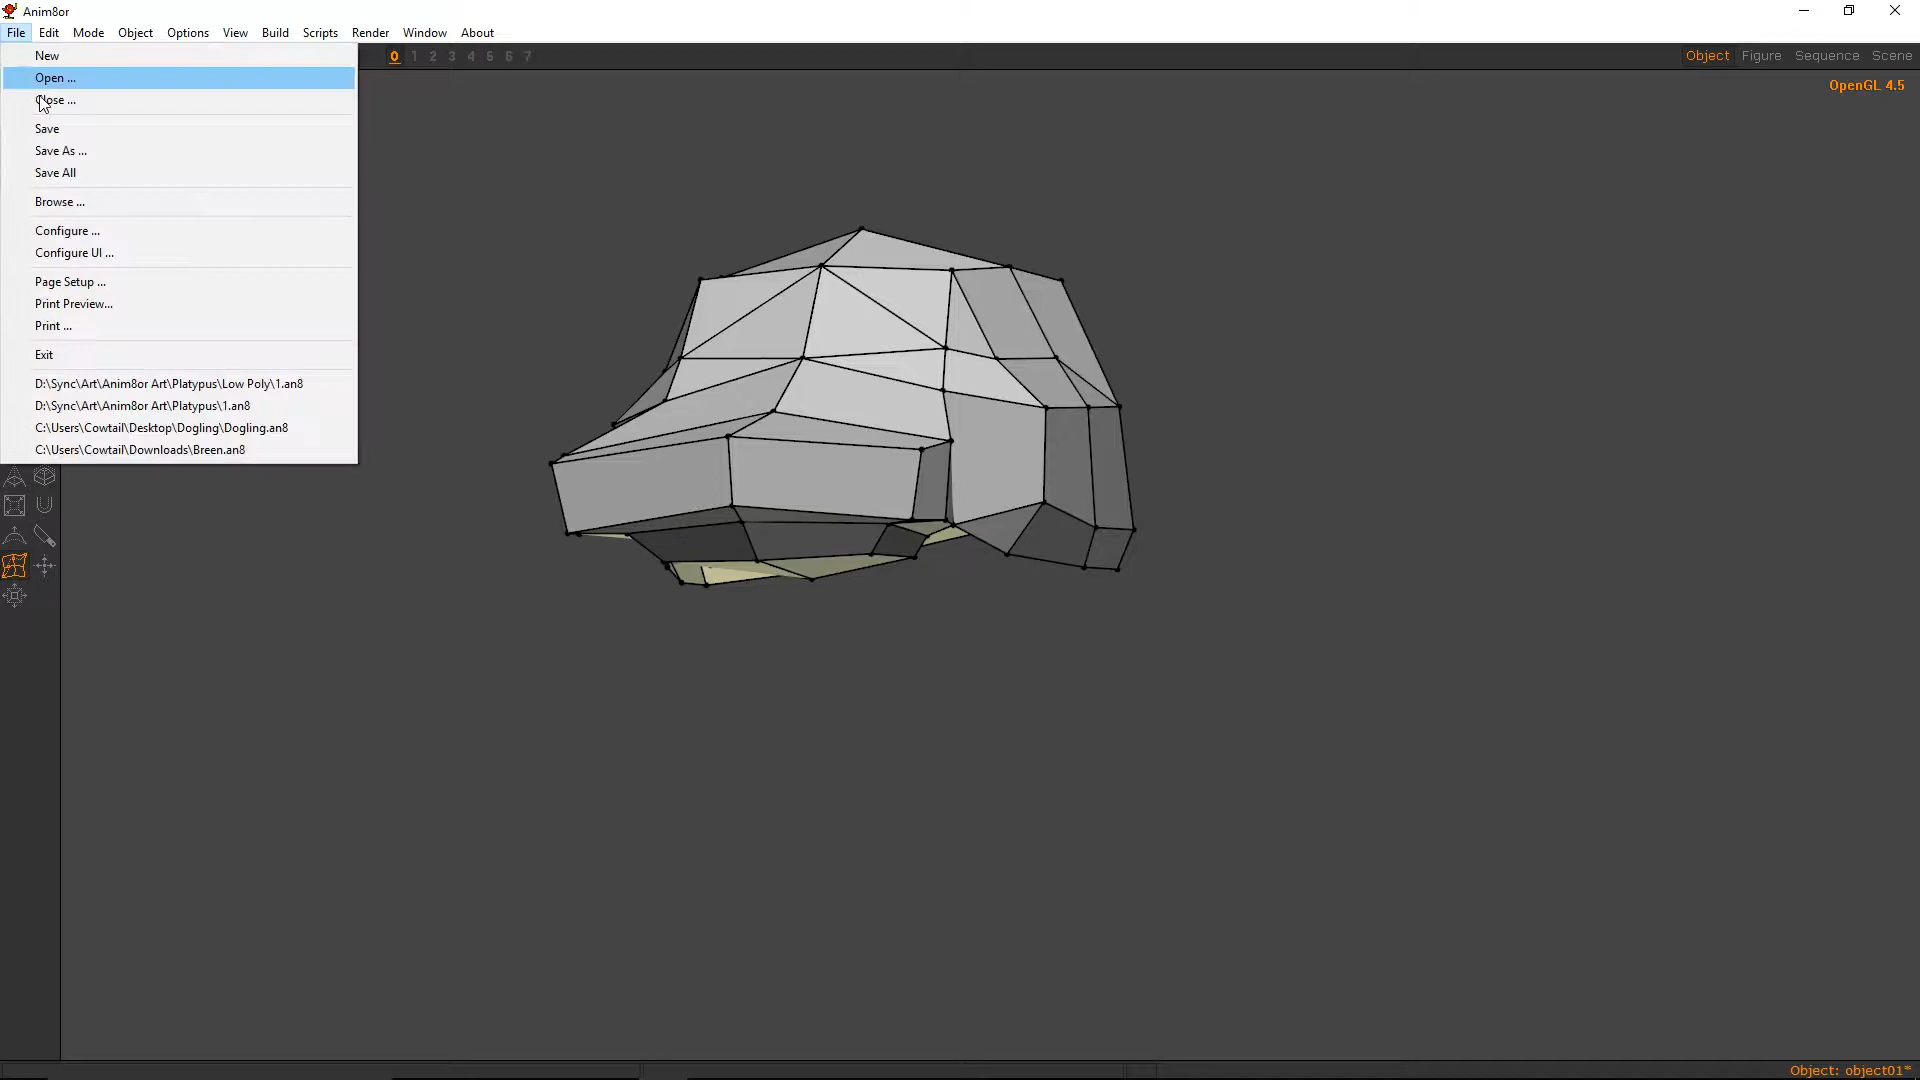 Anim8or
File Edit Mode Object Options View Build Scripts Render Window About
0 1 2 3 4 5 6 7
Object Figure Sequence Scene
OpenGL 4.5
New
Open ...
Close ...
Save
Save As ...
Save All
Browse ...
Configure ...
Configure UI ...
Page Setup ...
Print Preview...
Print ...
Exit
D:\Sync\Art\Anim8or Art\Platypus\Low Poly\1.an8
D:\Sync\Art\Anim8or Art\Platypus\1.an8
C:\Users\Cowtail\Desktop\Dogling\Dogling.an8
C:\Users\Cowtail\Downloads\Breen.an8
Object: object01*